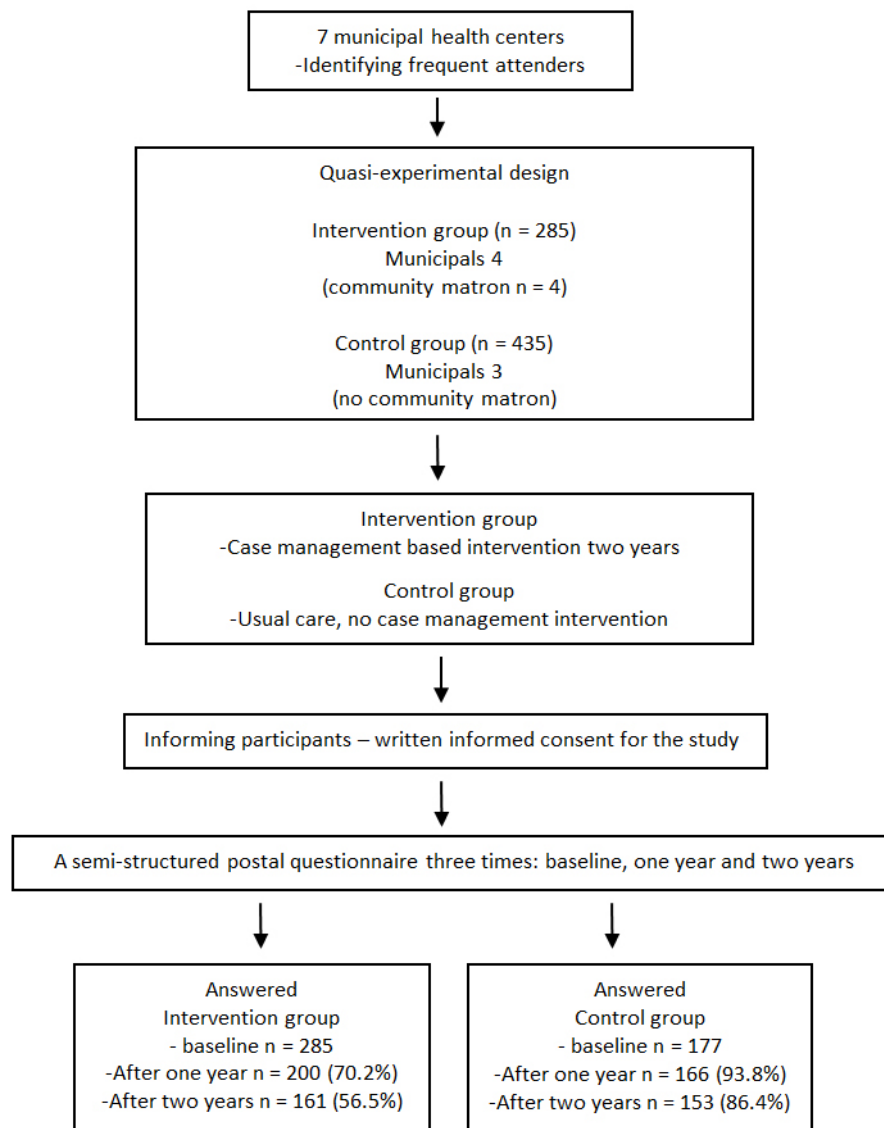 7 municipal health centers
-Identifying frequent attenders
Quasi-experimental design
Intervention group (n = 285)
Municipals 4
(community matron n = 4)
Control group (n = 435)
Municipals 3
(no community matron)
Intervention group
-Case management based intervention two years
Control group
-Usual care, no case management intervention
Informing participants – written informed consent for the study
A semi-structured postal questionnaire three times: baseline, one year and two years
Answered
Intervention group
- baseline n = 285
-After one year n = 200 (70.2%)
-After two years n = 161 (56.5%)
Answered
Control group
- baseline n = 177
-After one year n = 166 (93.8%)
-After two years n = 153 (86.4%)